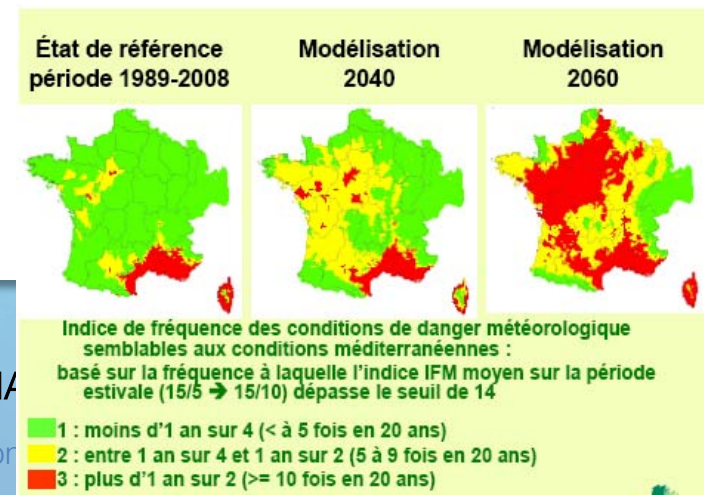 État de référence
période 1989-2008
Modélisation
2040
Modélisation
2060
Indice de fréquence des conditions de danger météorologique
semblables aux conditions méditerranéennes :
basé sur la fréquence à laquelle l'indice IFM moyen sur la période
estivale (15/5 ➔ 15/10) dépasse le seuil de 14
1 : moins d'1 an sur 4 (< à 5 fois en 20 ans)
2 : entre 1 an sur 4 et 1 an sur 2 (5 à 9 fois en 20 ans)
3 : plus d'1 an sur 2 (>= 10 fois en 20 ans)